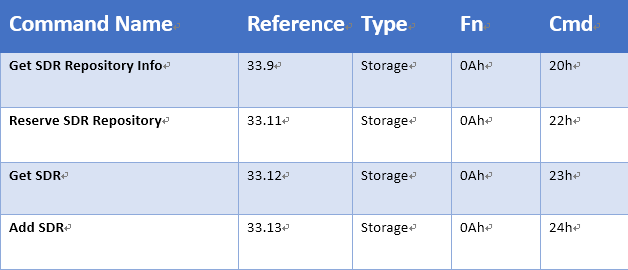 Command Name Reference Type Fn Cmd
Get SDR Repository Info 33.9 Storage 0Ah 20h
Reserve SDR Repository 33.11 Storage 0Ah 22h
Get SDR 33.12 Storage 0Ah 23h
Add SDR 33.13 Storage 0Ah 24h